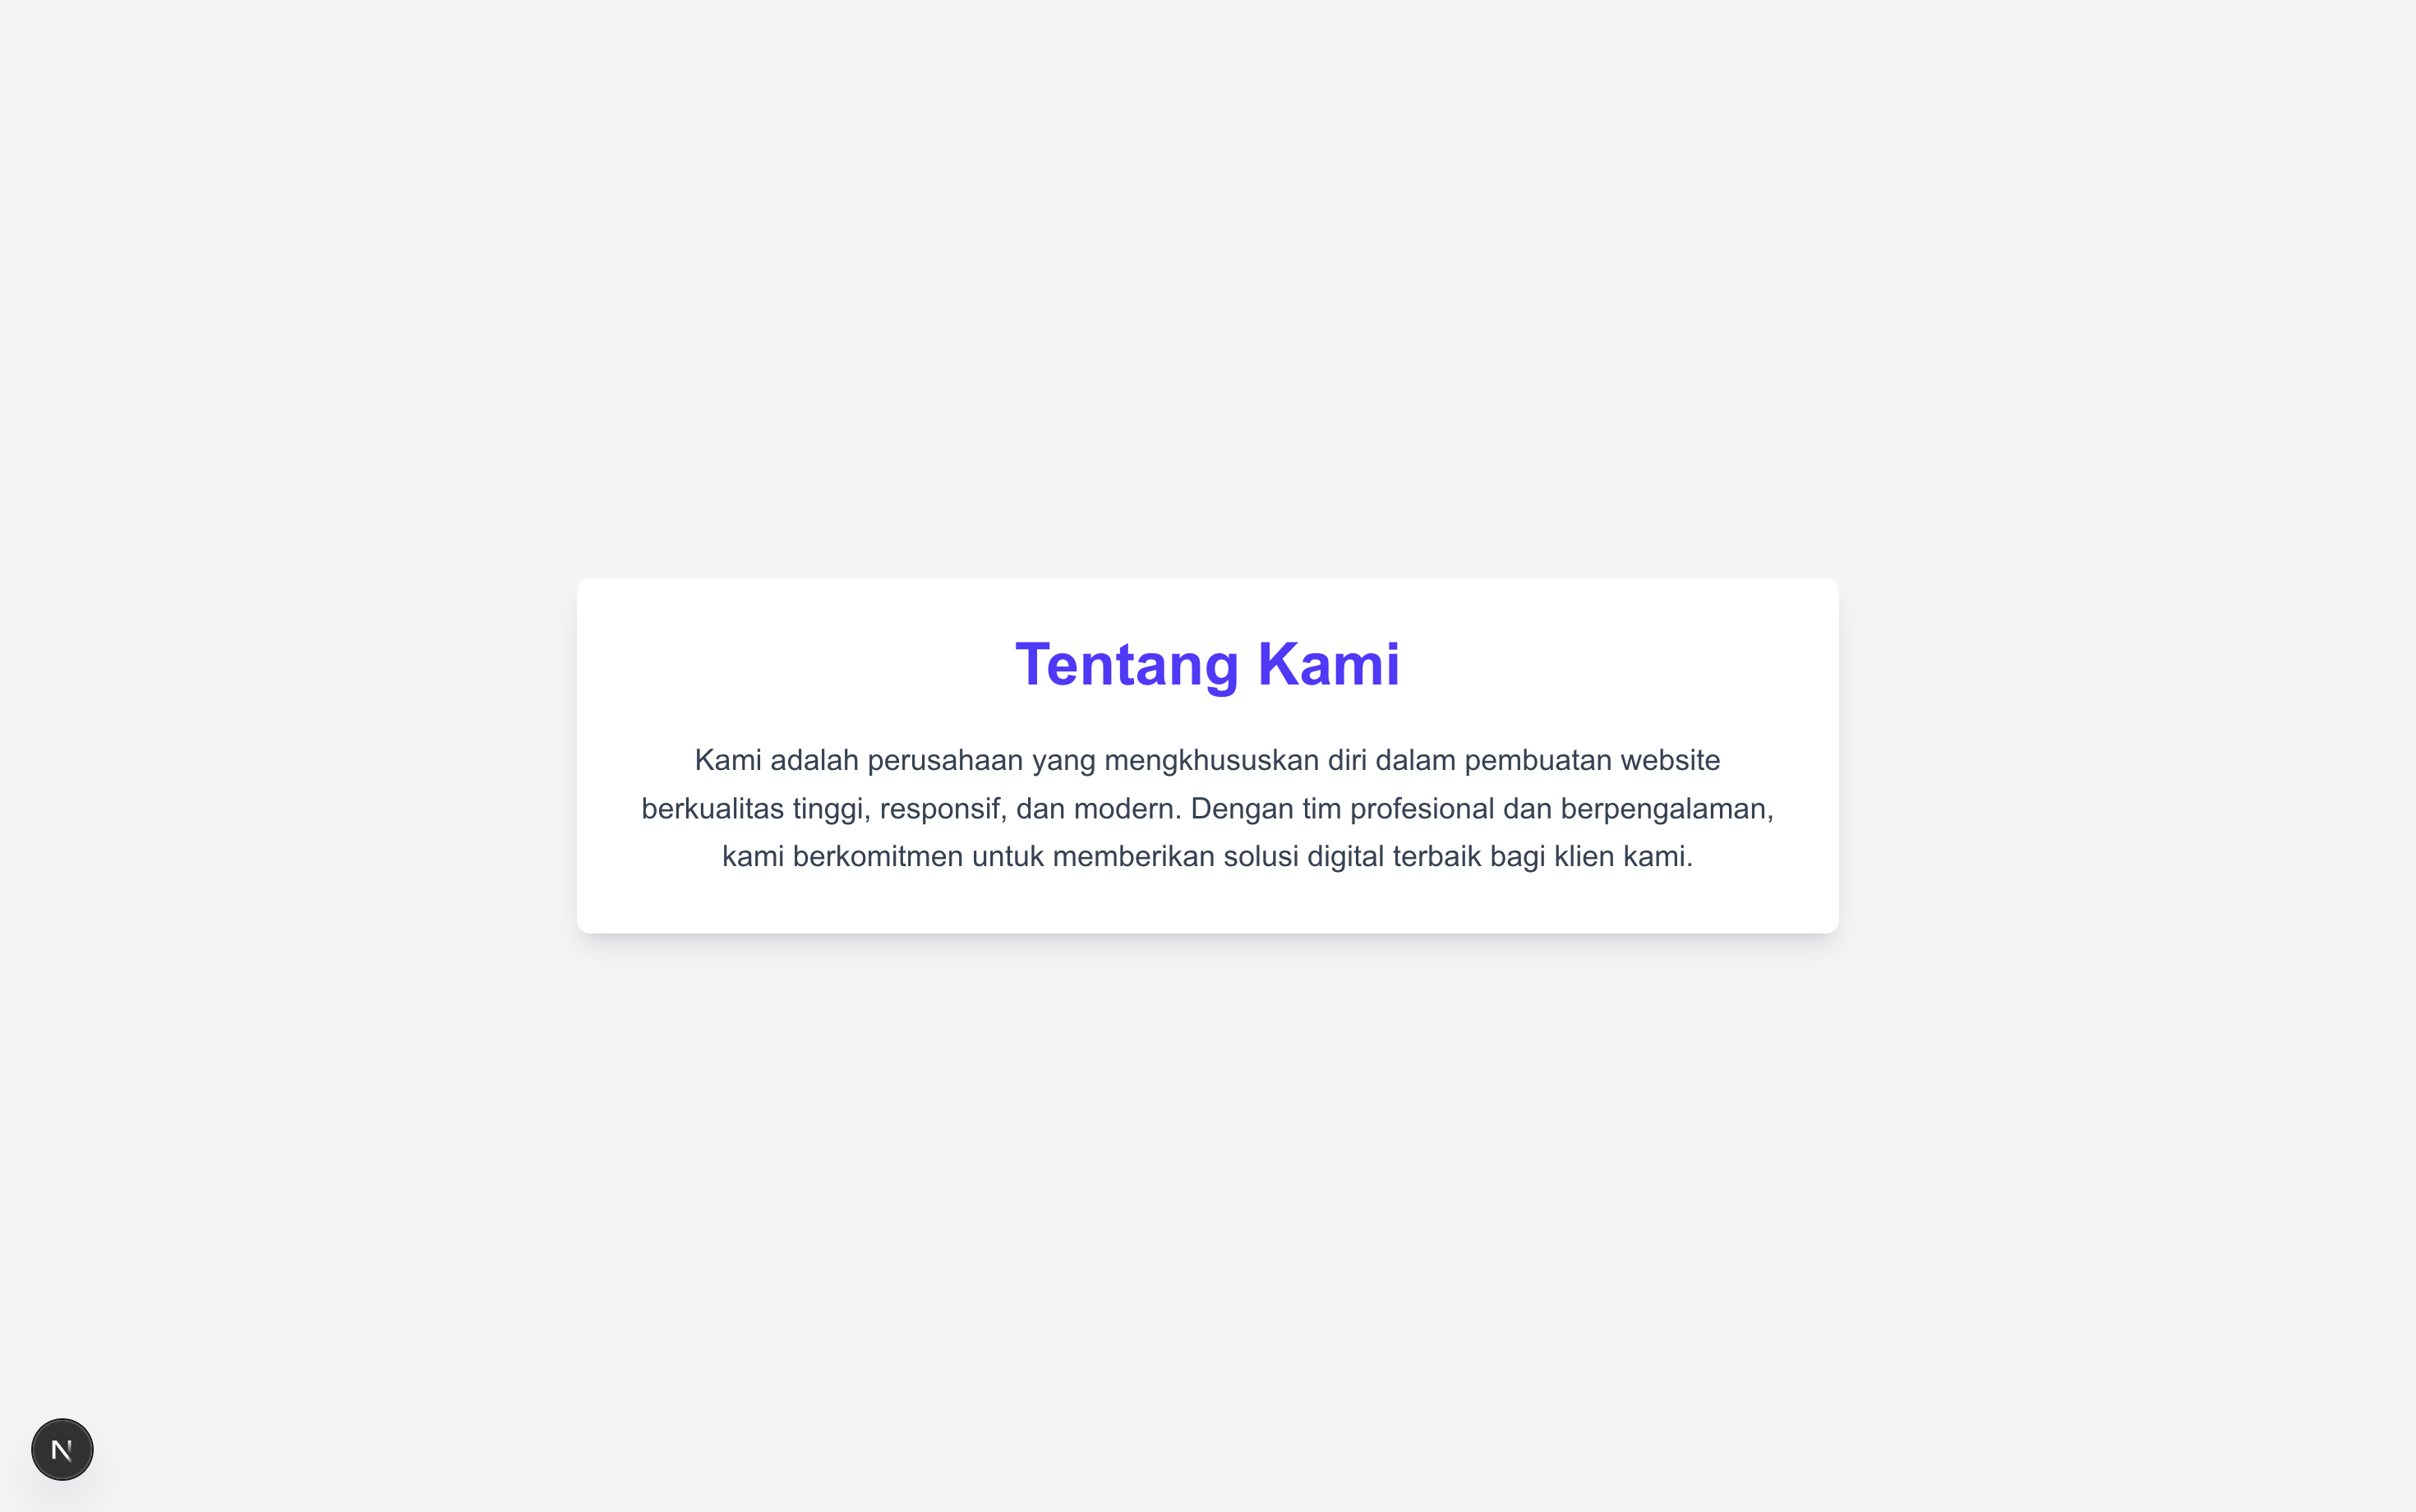 Tentang Kami
Kami adalah perusahaan yang mengkhususkan diri dalam pembuatan website
berkualitas tinggi, responsif, dan modern. Dengan tim profesional dan berpengalaman,
kami berkomitmen untuk memberikan solusi digital terbaik bagi klien kami.
N